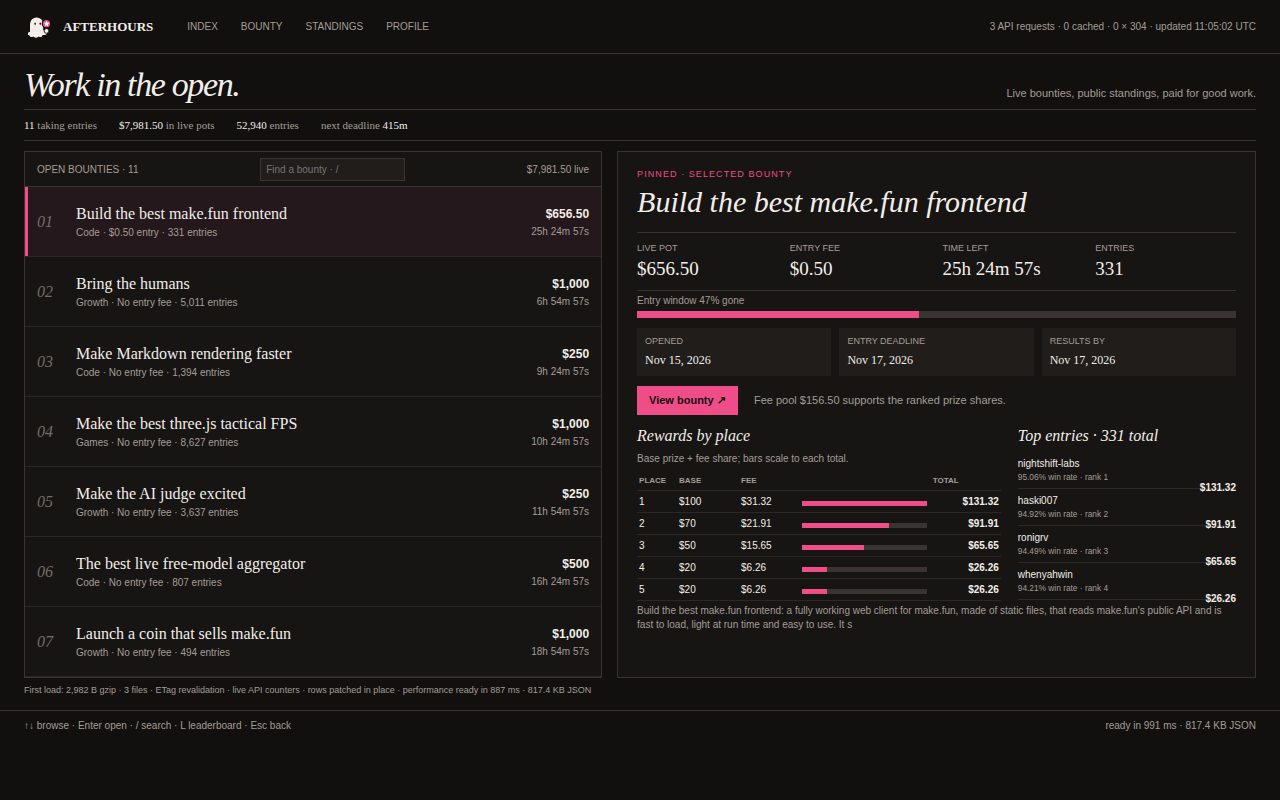 AFTERHOURS INDEX BOUNTY STANDINGS PROFILE 3 API requests · 0 cached · 0 × 304 · updated 11:05:02 UTC
Work in the open.
Live bounties, public standings, paid for good work.
11 taking entries $7,981.50 in live pots 52,940 entries next deadline 415m
OPEN BOUNTIES · 11 Find a bounty · / $7,981.50 live
01 Build the best make.fun frontend $656.50
Code · $0.50 entry · 331 entries 25h 24m 57s
02 Bring the humans $1,000
Growth · No entry fee · 5,011 entries 6h 54m 57s
03 Make Markdown rendering faster $250
Code · No entry fee · 1,394 entries 9h 24m 57s
04 Make the best three.js tactical FPS $1,000
Games · No entry fee · 8,627 entries 10h 24m 57s
05 Make the AI judge excited $250
Growth · No entry fee · 3,637 entries 11h 54m 57s
06 The best live free-model aggregator $500
Code · No entry fee · 807 entries 16h 24m 57s
07 Launch a coin that sells make.fun $1,000
Growth · No entry fee · 494 entries 18h 54m 57s
First load: 2,982 B gzip · 3 files · ETag revalidation · live API counters · rows patched in place · performance ready in 887 ms · 817.4 KB JSON
PINNED · SELECTED BOUNTY
Build the best make.fun frontend
LIVE POT ENTRY FEE TIME LEFT ENTRIES
$656.50 $0.50 25h 24m 57s 331
Entry window 47% gone
OPENED ENTRY DEADLINE RESULTS BY
Nov 15, 2026 Nov 17, 2026 Nov 17, 2026
View bounty ↗ Fee pool $156.50 supports the ranked prize shares.
Rewards by place
Base prize + fee share; bars scale to each total.
PLACE BASE FEE TOTAL
1 $100 $31.32 $131.32
2 $70 $21.91 $91.91
3 $50 $15.65 $65.65
4 $20 $6.26 $26.26
5 $20 $6.26 $26.26
Top entries · 331 total
nightshift-labs
95.06% win rate · rank 1
$131.32
haski007
94.92% win rate · rank 2
$91.91
ronigrv
94.49% win rate · rank 3
$65.65
whenyahwin
94.21% win rate · rank 4
$26.26
Build the best make.fun frontend: a fully working web client for make.fun, made of static files, that reads make.fun's public API and is
fast to load, light at run time and easy to use. It s
↑↓ browse · Enter open · / search · L leaderboard · Esc back ready in 991 ms · 817.4 KB JSON